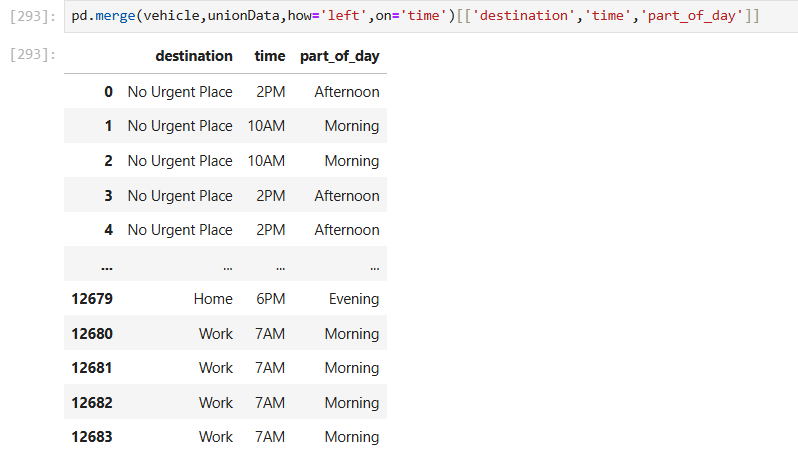 [293]: pd.merge(vehicle,unionData,how='left',on='time')[['destination','time','part_of_day']]
[293]:
destination time part_of_day
0 No Urgent Place 2PM Afternoon
1 No Urgent Place 10AM Morning
2 No Urgent Place 10AM Morning
3 No Urgent Place 2PM Afternoon
4 No Urgent Place 2PM Afternoon
... ... ... ...
12679 Home 6PM Evening
12680 Work 7AM Morning
12681 Work 7AM Morning
12682 Work 7AM Morning
12683 Work 7AM Morning